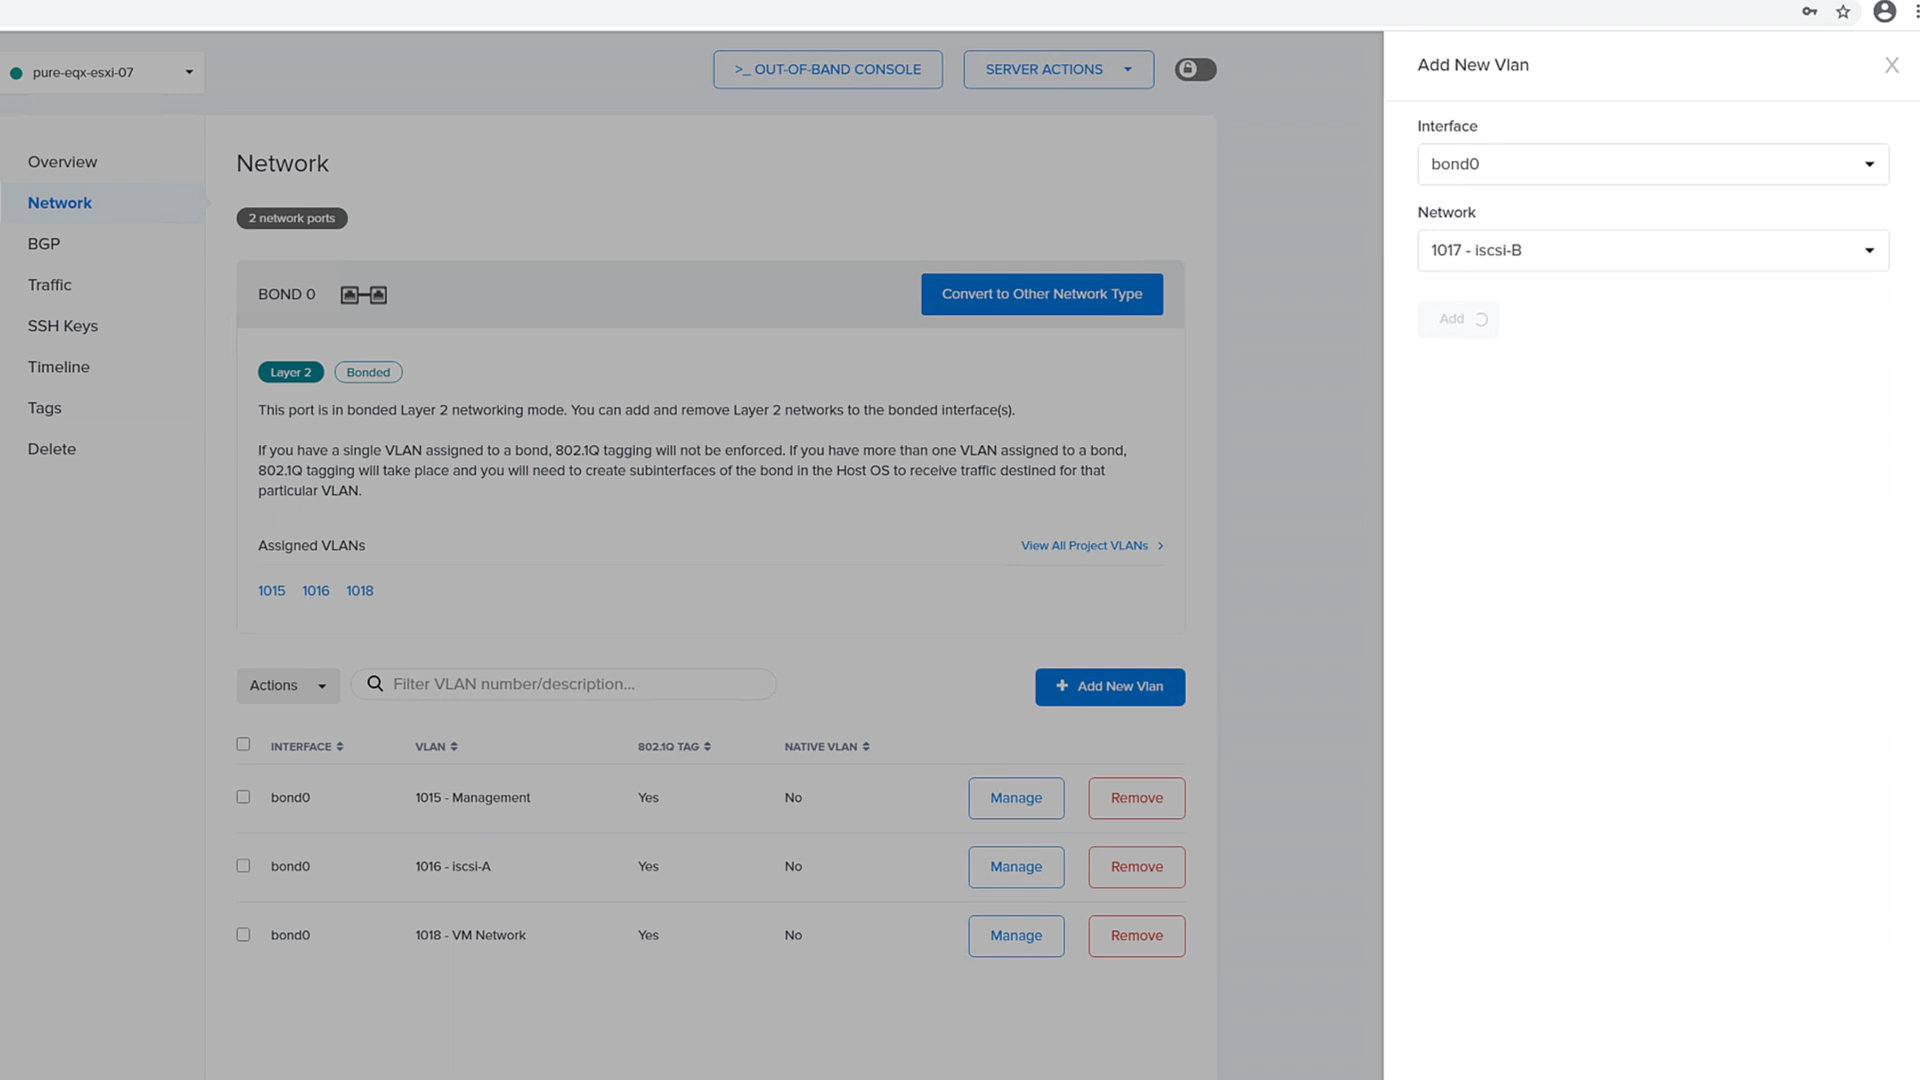 pure-eqx-esxi-07
>_ OUT-OF-BAND CONSOLE
SERVER ACTIONS
Overview
Network
BGP
Traffic
SSH Keys
Timeline
Tags
Delete
Network
2 network ports
BOND 0
Convert to Other Network Type
Layer 2
Bonded
This port is in bonded Layer 2 networking mode. You can add and remove Layer 2 networks to the bonded interface(s).
If you have a single VLAN assigned to a bond, 802.1Q tagging will not be enforced. If you have more than one VLAN assigned to a bond,
802.1Q tagging will take place and you will need to create subinterfaces of the bond in the Host OS to receive traffic destined for that
particular VLAN.
Assigned VLANs
View All Project VLANs
1015 1016 1018
Actions
Filter VLAN number/description...
+ Add New Vlan
INTERFACE VLAN 802.1Q TAG NATIVE VLAN
bond0 1015 - Management Yes No Manage Remove
bond0 1016 - iscsi-A Yes No Manage Remove
bond0 1018 - VM Network Yes No Manage Remove
Add New Vlan
X
Interface
bond0
Network
1017 - iscsi-B
Add